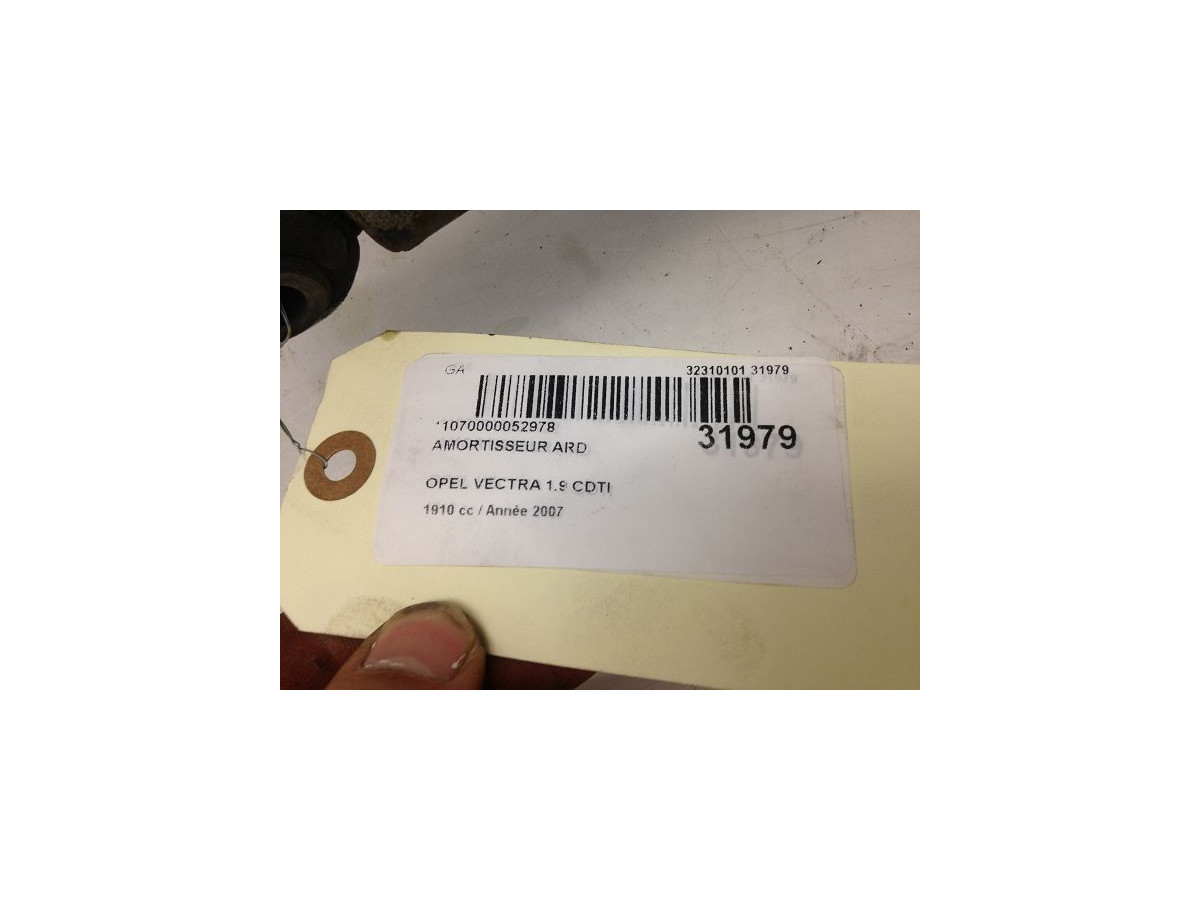 GA 32310101 31979
*1070000052978
31979
AMORTISSEUR ARD
OPEL VECTRA 1.9 CDTI
1910 cc / Année 2007